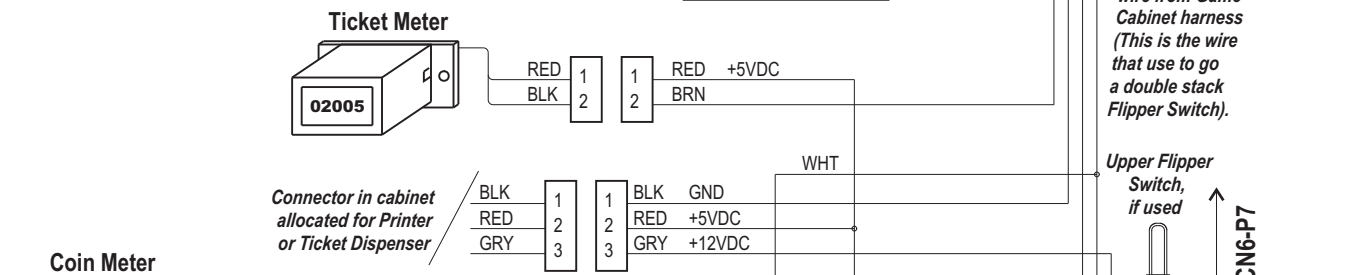 wire from Game
Cabinet harness
(This is the wire
that use to go
a double stack
Flipper Switch).
Ticket Meter
02005
RED 1 1 RED +5VDC
BLK 2 2 BRN
WHT
Upper Flipper
Switch,
if used
Connector in cabinet
allocated for Printer
or Ticket Dispenser
BLK 1 1 BLK GND
RED 2 2 RED +5VDC
GRY 3 3 GRY +12VDC
CN6-P7
Coin Meter